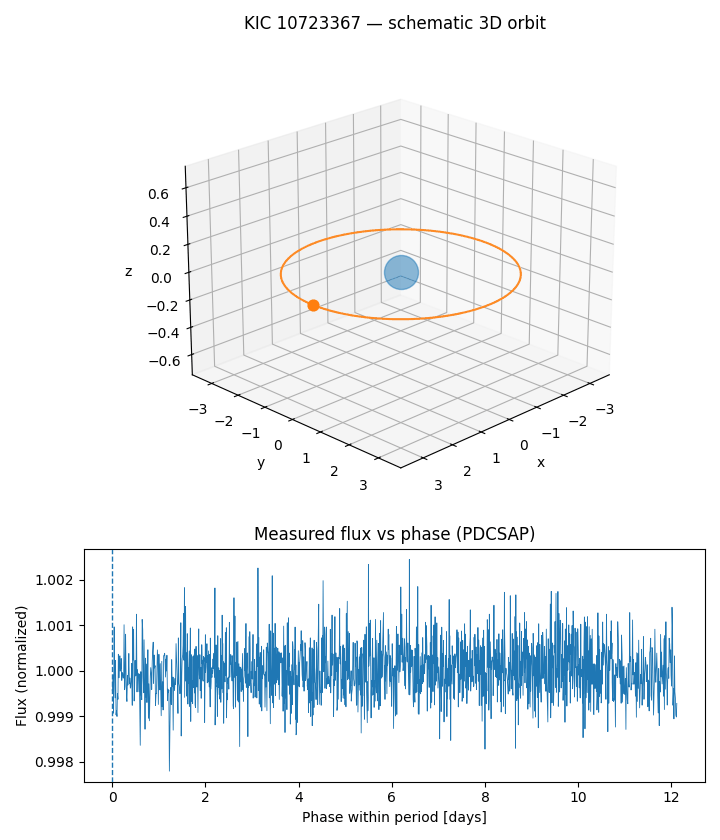 KIC 10723367 — schematic 3D orbit
0.6
0.4
0.2
z
0.0
−0.2
−0.4
−0.6
−3 −2 −1 0 1 2 3
y
3 2 1 0 −1 −2 −3
x
Measured flux vs phase (PDCSAP)
Flux (normalized)
1.002
1.001
1.000
0.999
0.998
0 2 4 6 8 10 12
Phase within period [days]